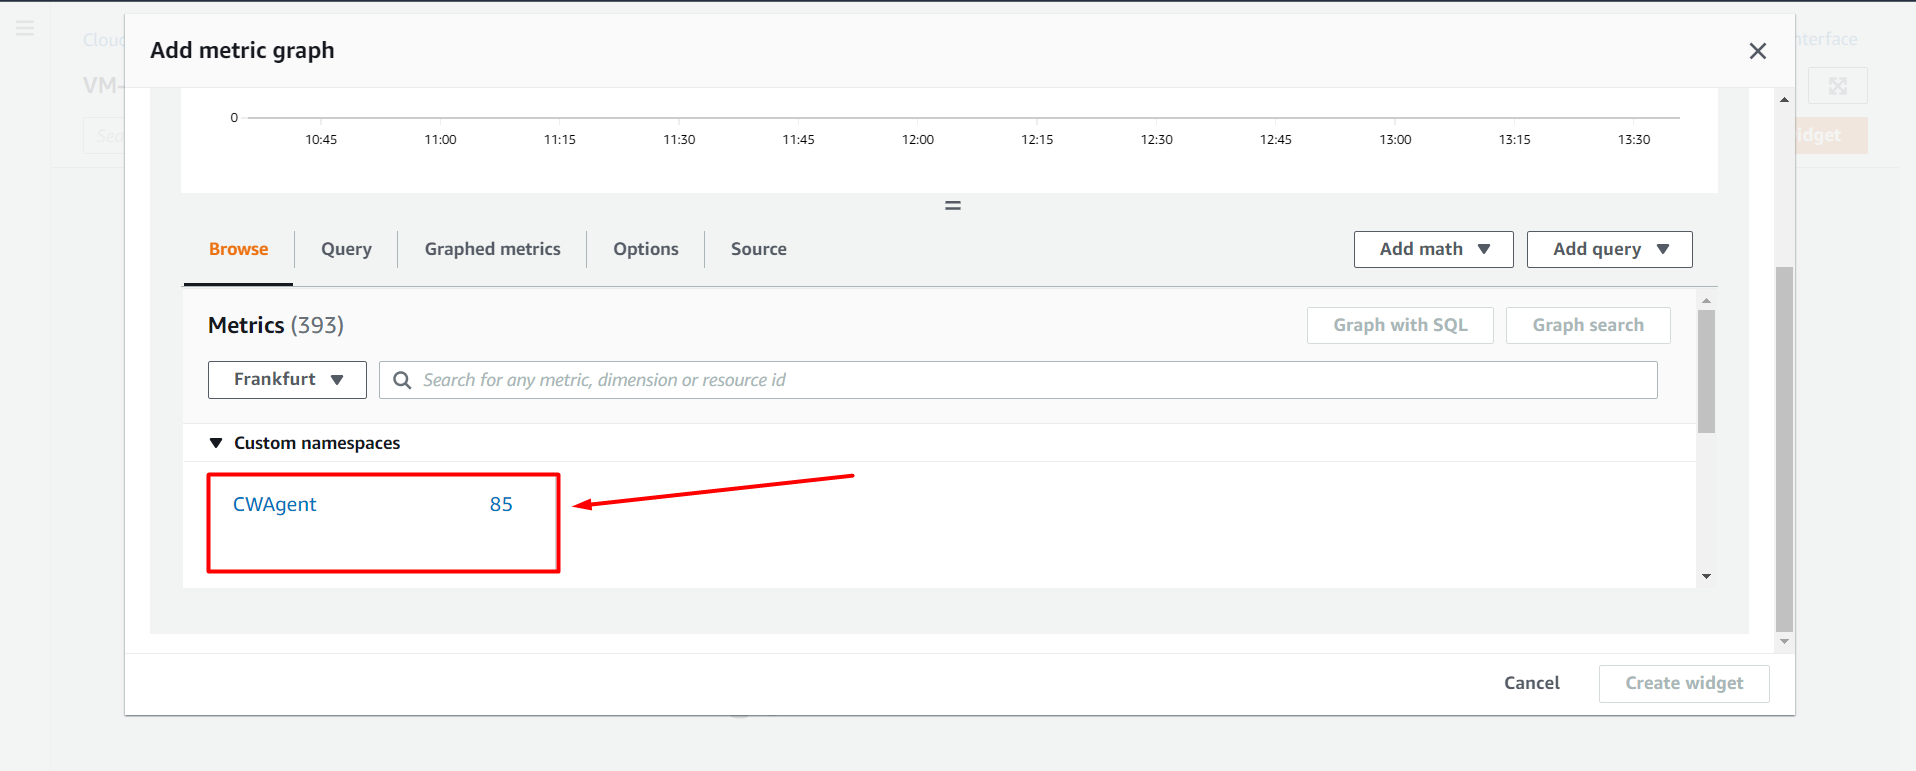 Add metric graph
Cloud
nterface
VM-
Sea
idget
0
10:45 11:00 11:15 11:30 11:45 12:00 12:15 12:30 12:45 13:00 13:15 13:30
=
Browse Query Graphed metrics Options Source Add math Add query
Metrics (393) Graph with SQL Graph search
Frankfurt Search for any metric, dimension or resource id
Custom namespaces
CWAgent 85
Cancel Create widget